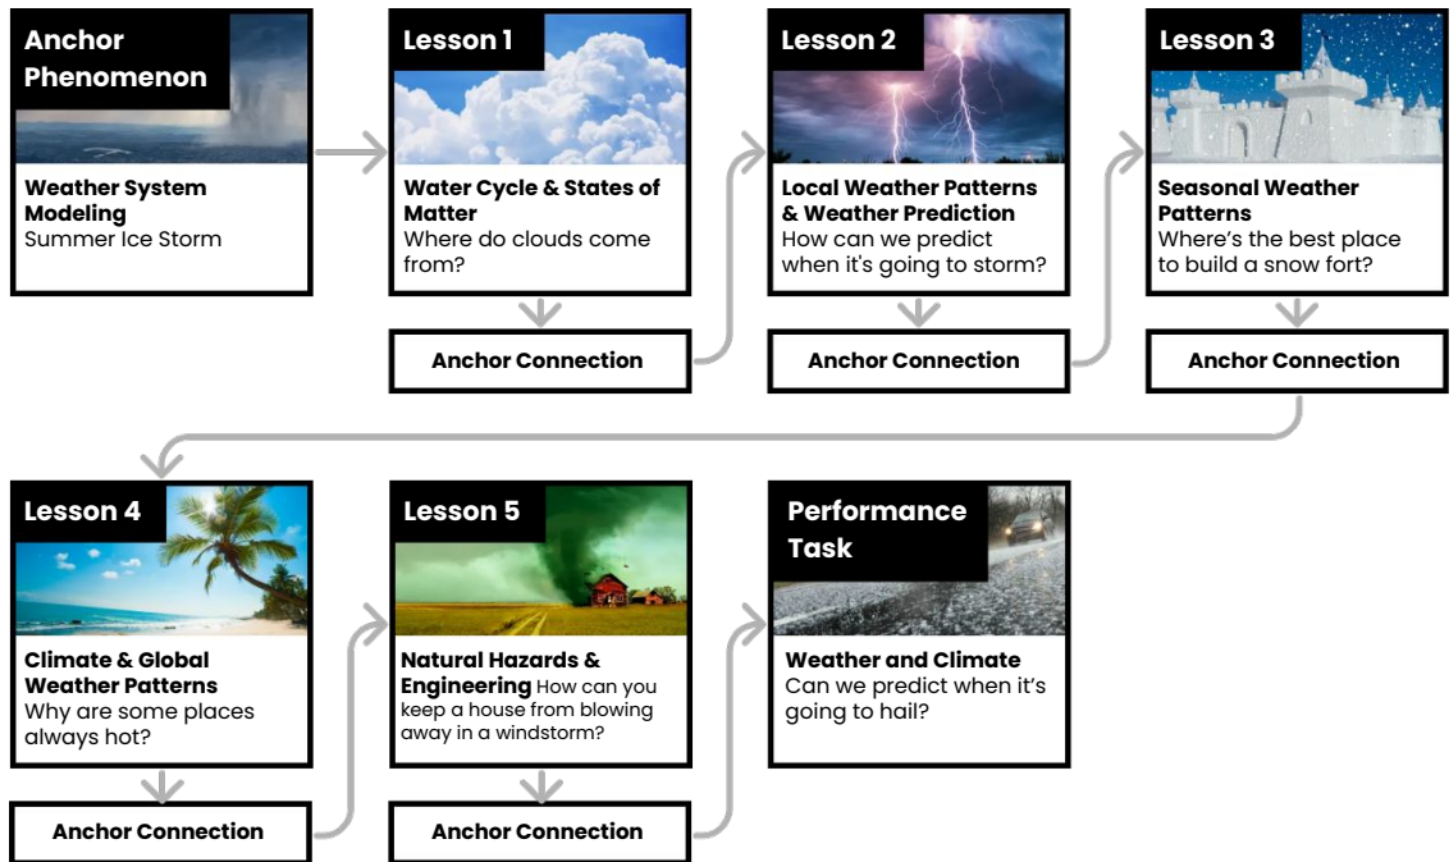 Anchor
Phenomenon
Weather System
Modeling
Summer Ice Storm
Lesson 1
Water Cycle & States of
Matter
Where do clouds come
from?
Anchor Connection
Lesson 2
Local Weather Patterns
& Weather Prediction
How can we predict
when it's going to storm?
Anchor Connection
Lesson 3
Seasonal Weather
Patterns
Where’s the best place
to build a snow fort?
Anchor Connection
Lesson 4
Climate & Global
Weather Patterns
Why are some places
always hot?
Anchor Connection
Lesson 5
Natural Hazards &
Engineering How can you
keep a house from blowing
away in a windstorm?
Anchor Connection
Performance
Task
Weather and Climate
Can we predict when it’s
going to hail?